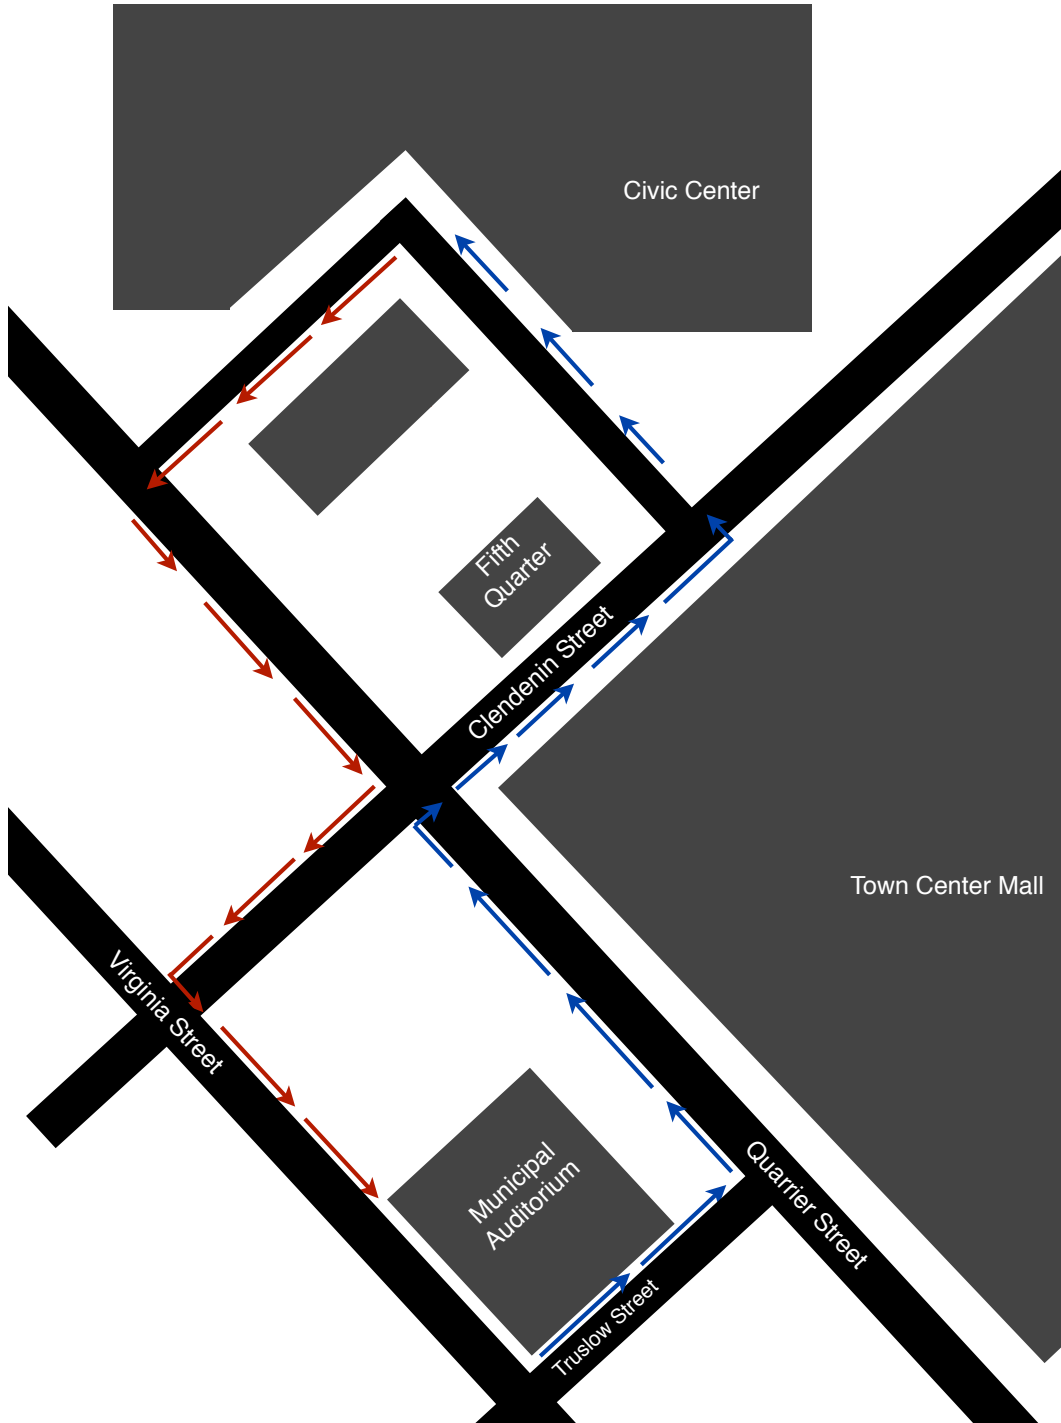 Civic Center
Fifth
Quarter
Clendenin Street
Town Center Mall
Virginia Street
Municipal
Auditorium
Quarrier Street
Truslow Street